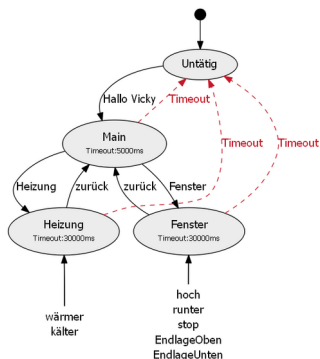 Untätig
Hallo Vicky
Timeout
Main
Timeout:5000ms
Timeout
Timeout
Heizung
zurück
zurück
Fenster
Heizung
Timeout:30000ms
Fenster
Timeout:30000ms
wärmer
kälter
hoch
runter
stop
EndlageOben
EndlageUnten